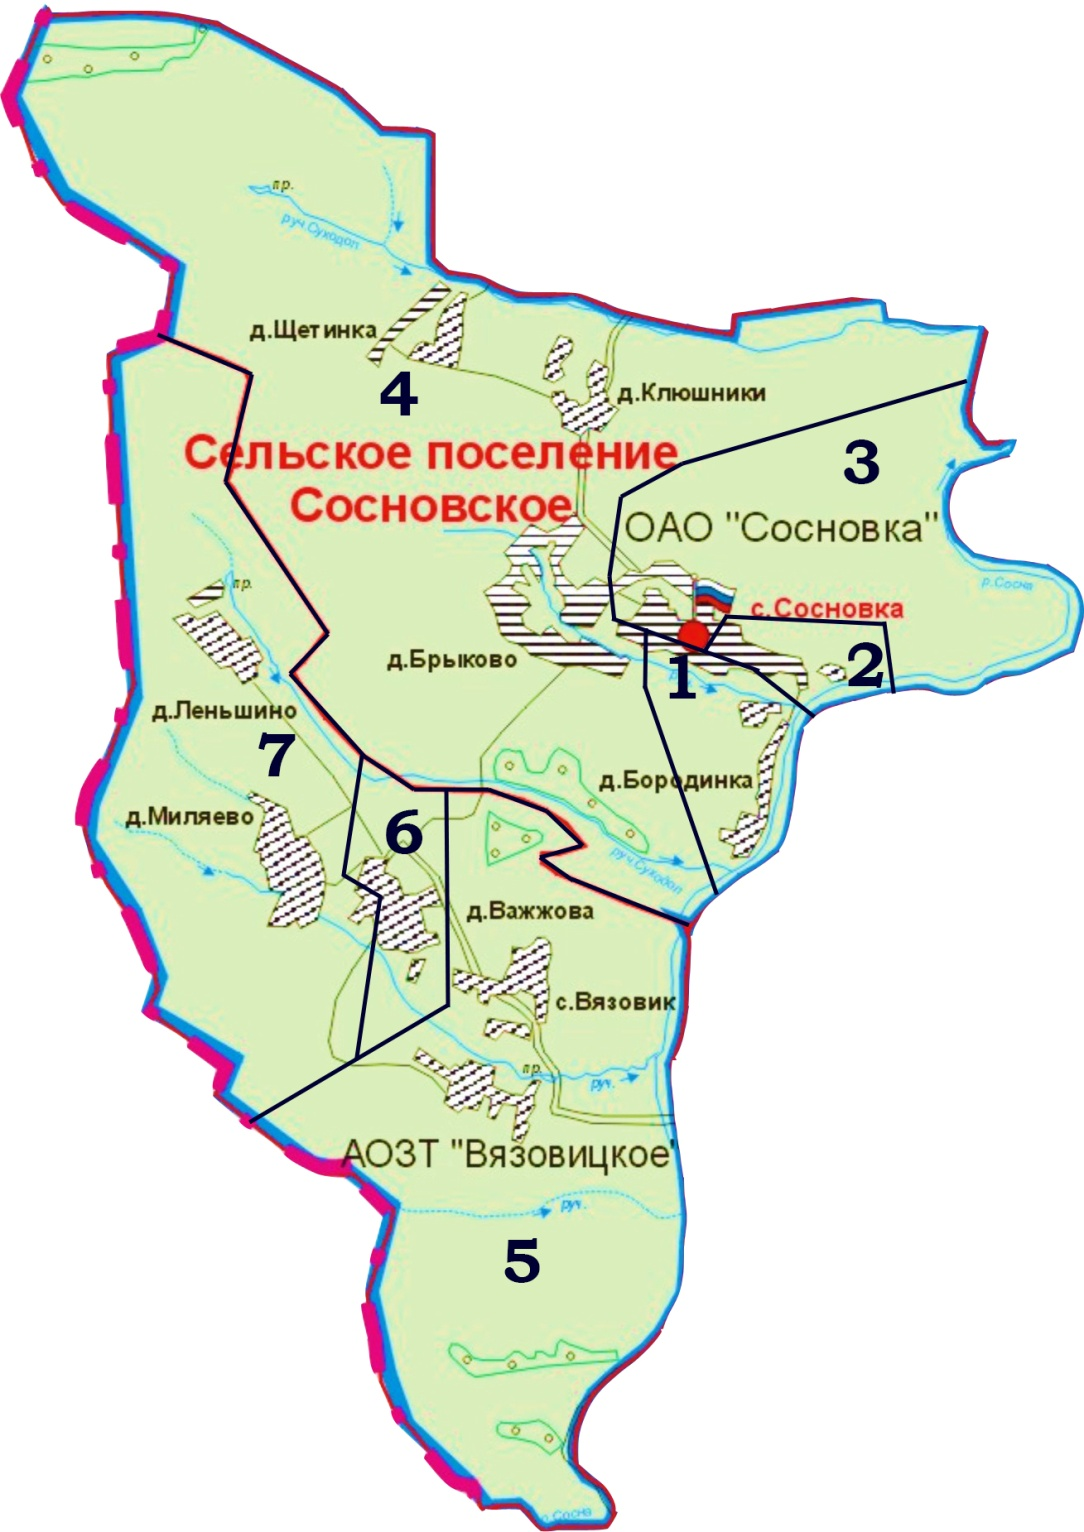 пр.
руч.Суходол
д.Щетинка
4
д.Клюшники
Сельское поселение
Сосновское
3
ОАО "Сосновка"
р.Сосна
пр.
с.Сосновка
д.Брыково
1
2
д.Леньшино
7
д.Бородинка
д.Миляево
6
руч.Суходол
д.Важжова
с.Вязовик
пр.
руч.
АОЗТ "Вязовицкое"
руч.
5
р.Сосна